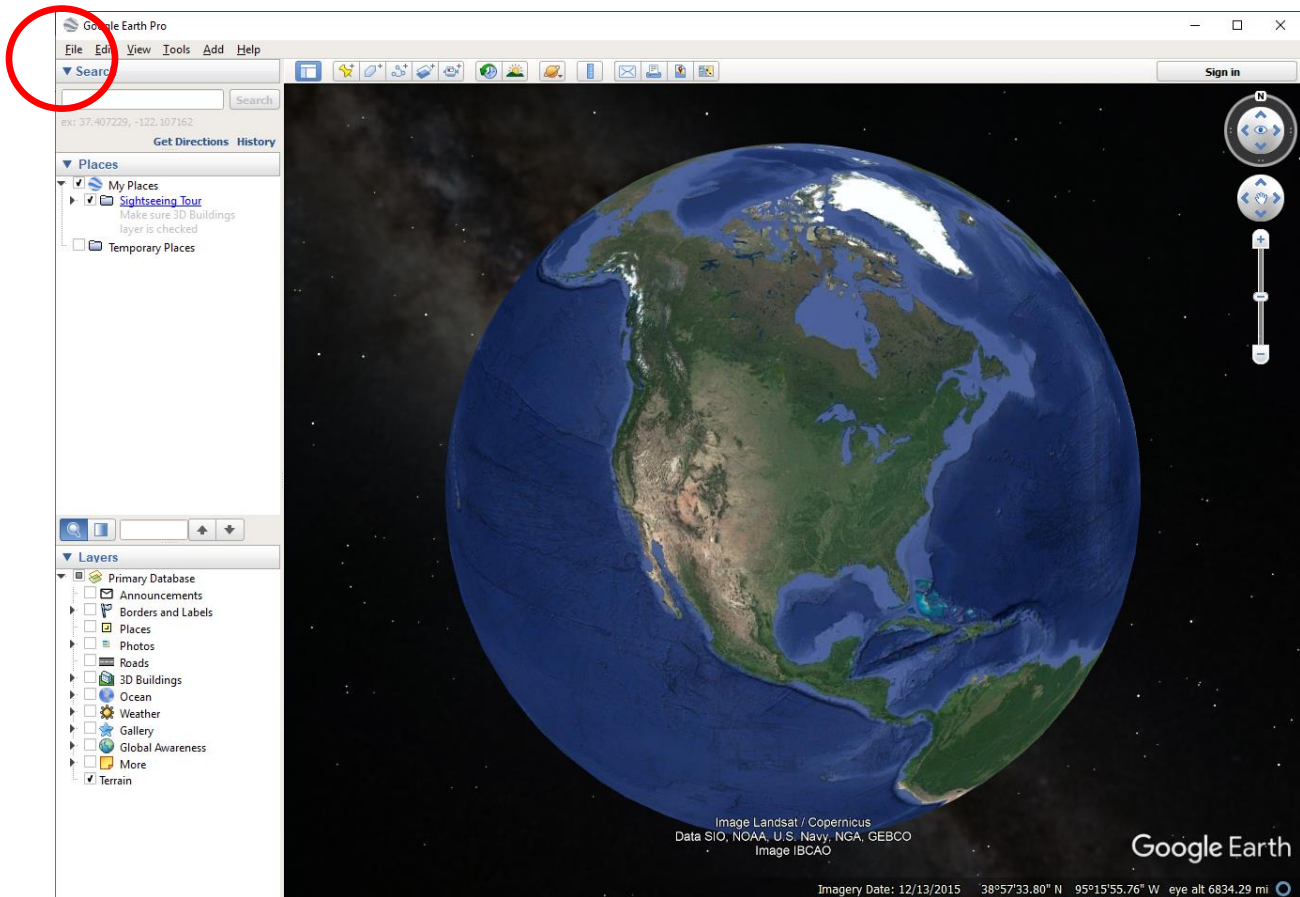 Google Earth Pro
File Edit View Tools Add Help
Search
Sign in
Search
ex: 37.407229, -122.107162
Get Directions History
Places
My Places
Sightseeing Tour
Make sure 3D Buildings
layer is checked
Temporary Places
Layers
Primary Database
Announcements
Borders and Labels
Places
Photos
Roads
3D Buildings
Ocean
Weather
Gallery
Global Awareness
More
Terrain
N
Image Landsat / Copernicus
Data SIO, NOAA, U.S. Navy, NGA, GEBCO
Image IBCAO
Google Earth
Imagery Date: 12/13/2015 38°57'33.80" N 95°15'55.76" W eye alt 6834.29 mi